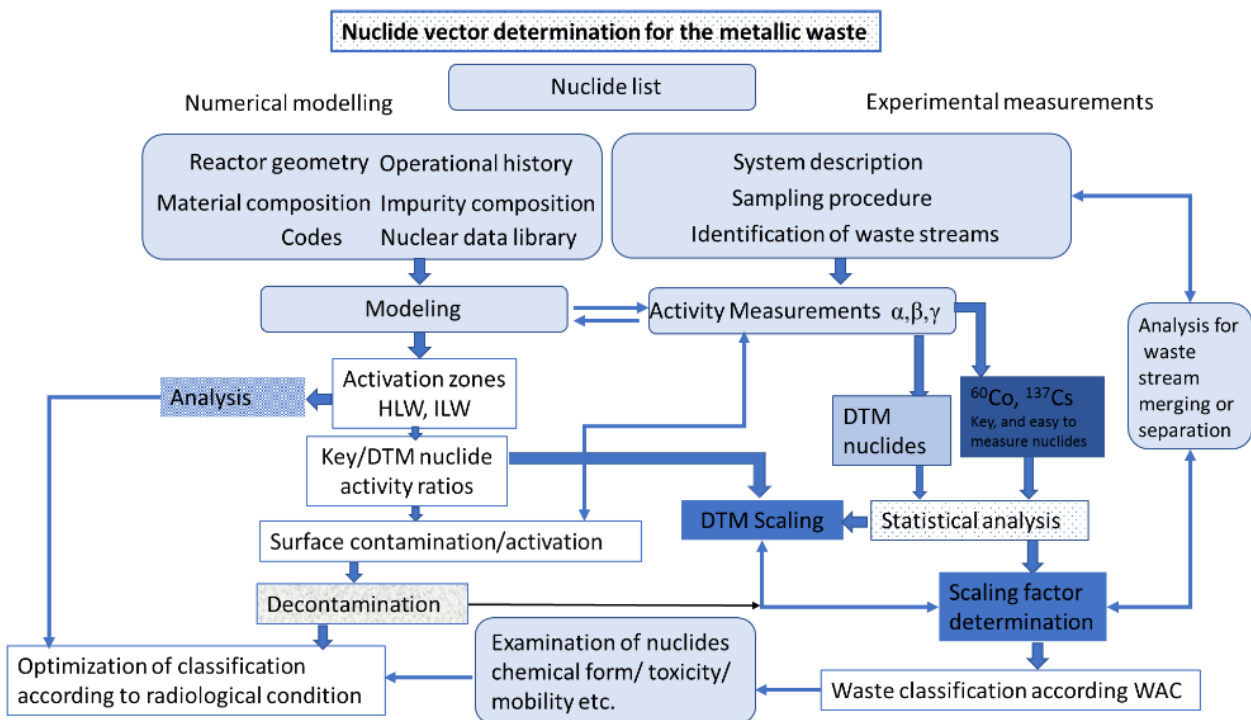 Nuclide vector determination for the metallic waste
Nuclide list
Numerical modelling
Experimental measurements
Reactor geometry Operational history
Material composition Impurity composition
Codes Nuclear data library
System description
Sampling procedure
Identification of waste streams
Modeling
Activity Measurements α,β,γ
Analysis for
waste
stream
merging or
separation
Analysis
Activation zones
HLW, ILW
DTM
nuclides
⁶⁰Co, ¹³⁷Cs
Key, and easy to
measure nuclides
Key/DTM nuclide
activity ratios
DTM Scaling
Statistical analysis
Surface contamination/activation
Decontamination
Scaling factor
determination
Optimization of classification
according to radiological condition
Examination of nuclides
chemical form/ toxicity/
mobility etc.
Waste classification according WAC